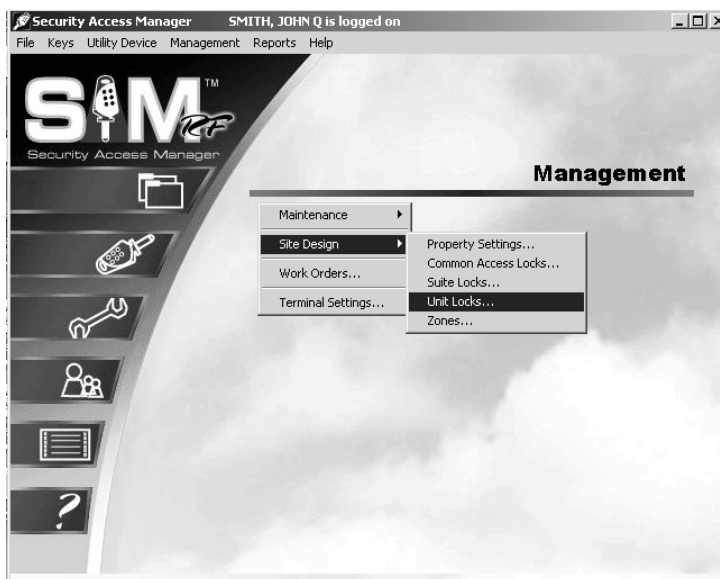 Security Access Manager SMITH, JOHN Q is logged on
File Keys Utility Device Management Reports Help
SAM TM
RF
Security Access Manager
Management
Maintenance
Site Design
Work Orders...
Terminal Settings...
Property Settings...
Common Access Locks...
Suite Locks...
Unit Locks...
Zones...
?